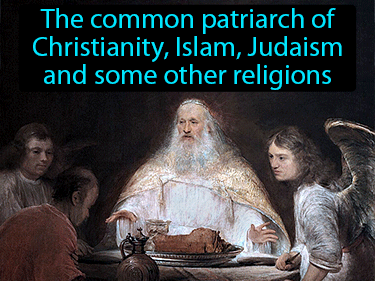 The common patriarch of
Christianity, Islam, Judaism
and some other religions